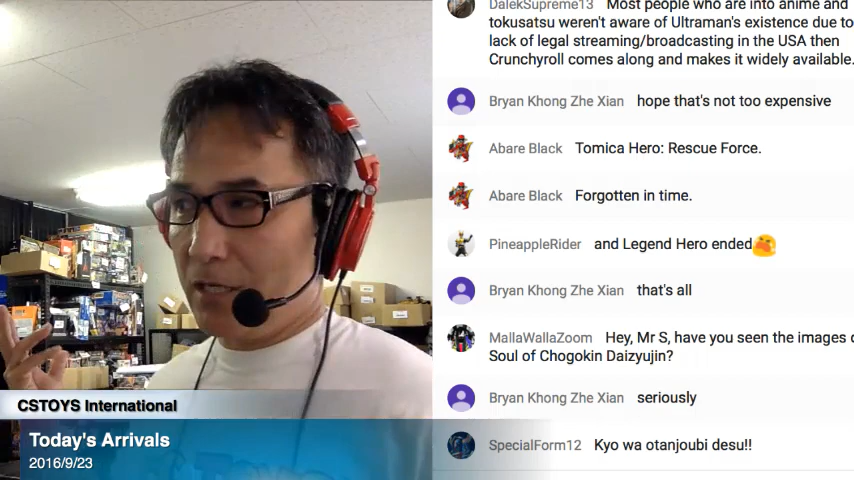 DalekSupreme13 Most people who are into anime and
tokusatsu weren't aware of Ultraman's existence due to
lack of legal streaming/broadcasting in the USA then
Crunchyroll comes along and makes it widely available.
Bryan Khong Zhe Xian hope that's not too expensive
Abare Black Tomica Hero: Rescue Force.
Abare Black Forgotten in time.
PineappleRider and Legend Hero ended
Bryan Khong Zhe Xian that's all
MallaWallaZoom Hey, Mr S, have you seen the images
Soul of Chogokin Daizyujin?
Bryan Khong Zhe Xian seriously
SpecialForm12 Kyo wa otanjoubi desu!!
CSTOYS International
Today's Arrivals
2016/9/23